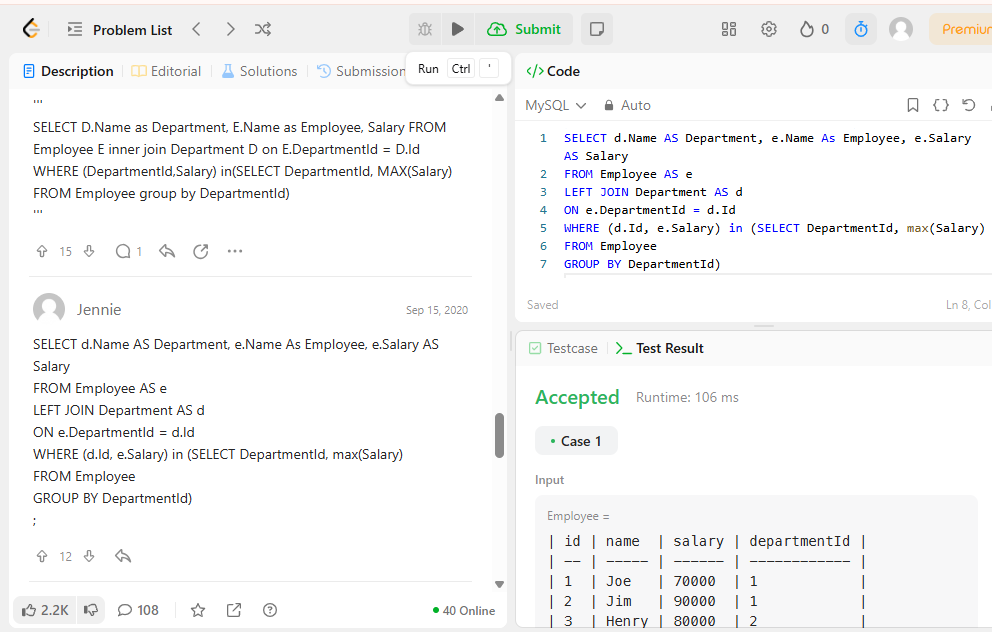 Problem List
Submit
0
Premium
Description
Editorial
Solutions
Submission
Run Ctrl '
'''
SELECT D.Name as Department, E.Name as Employee, Salary FROM
Employee E inner join Department D on E.DepartmentId = D.Id
WHERE (DepartmentId,Salary) in(SELECT DepartmentId, MAX(Salary)
FROM Employee group by DepartmentId)
'''
15
1
Jennie
Sep 15, 2020
SELECT d.Name AS Department, e.Name As Employee, e.Salary AS
Salary
FROM Employee AS e
LEFT JOIN Department AS d
ON e.DepartmentId = d.Id
WHERE (d.Id, e.Salary) in (SELECT DepartmentId, max(Salary)
FROM Employee
GROUP BY DepartmentId)
;
12
2.2K
108
40 Online
</> Code
MySQL
Auto
1 SELECT d.Name AS Department, e.Name As Employee, e.Salary
AS Salary
2 FROM Employee AS e
3 LEFT JOIN Department AS d
4 ON e.DepartmentId = d.Id
5 WHERE (d.Id, e.Salary) in (SELECT DepartmentId, max(Salary)
6 FROM Employee
7 GROUP BY DepartmentId)
Saved
Ln 8, Col
Testcase
Test Result
Accepted
Runtime: 106 ms
• Case 1
Input
Employee =
| id | name | salary | departmentId |
| -- | ----- | ------ | ------------ |
| 1 | Joe | 70000 | 1 |
| 2 | Jim | 90000 | 1 |
| 3 | Henry | 80000 | 2 |